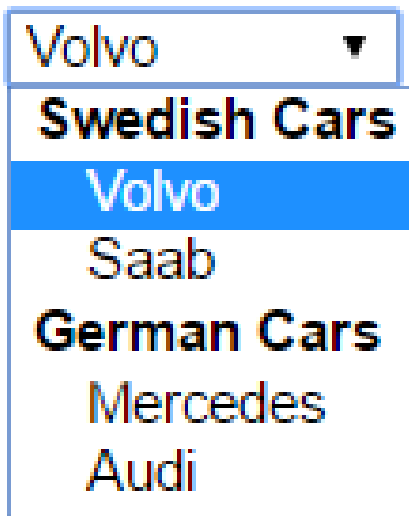 Volvo
Swedish Cars
Volvo
Saab
German Cars
Mercedes
Audi